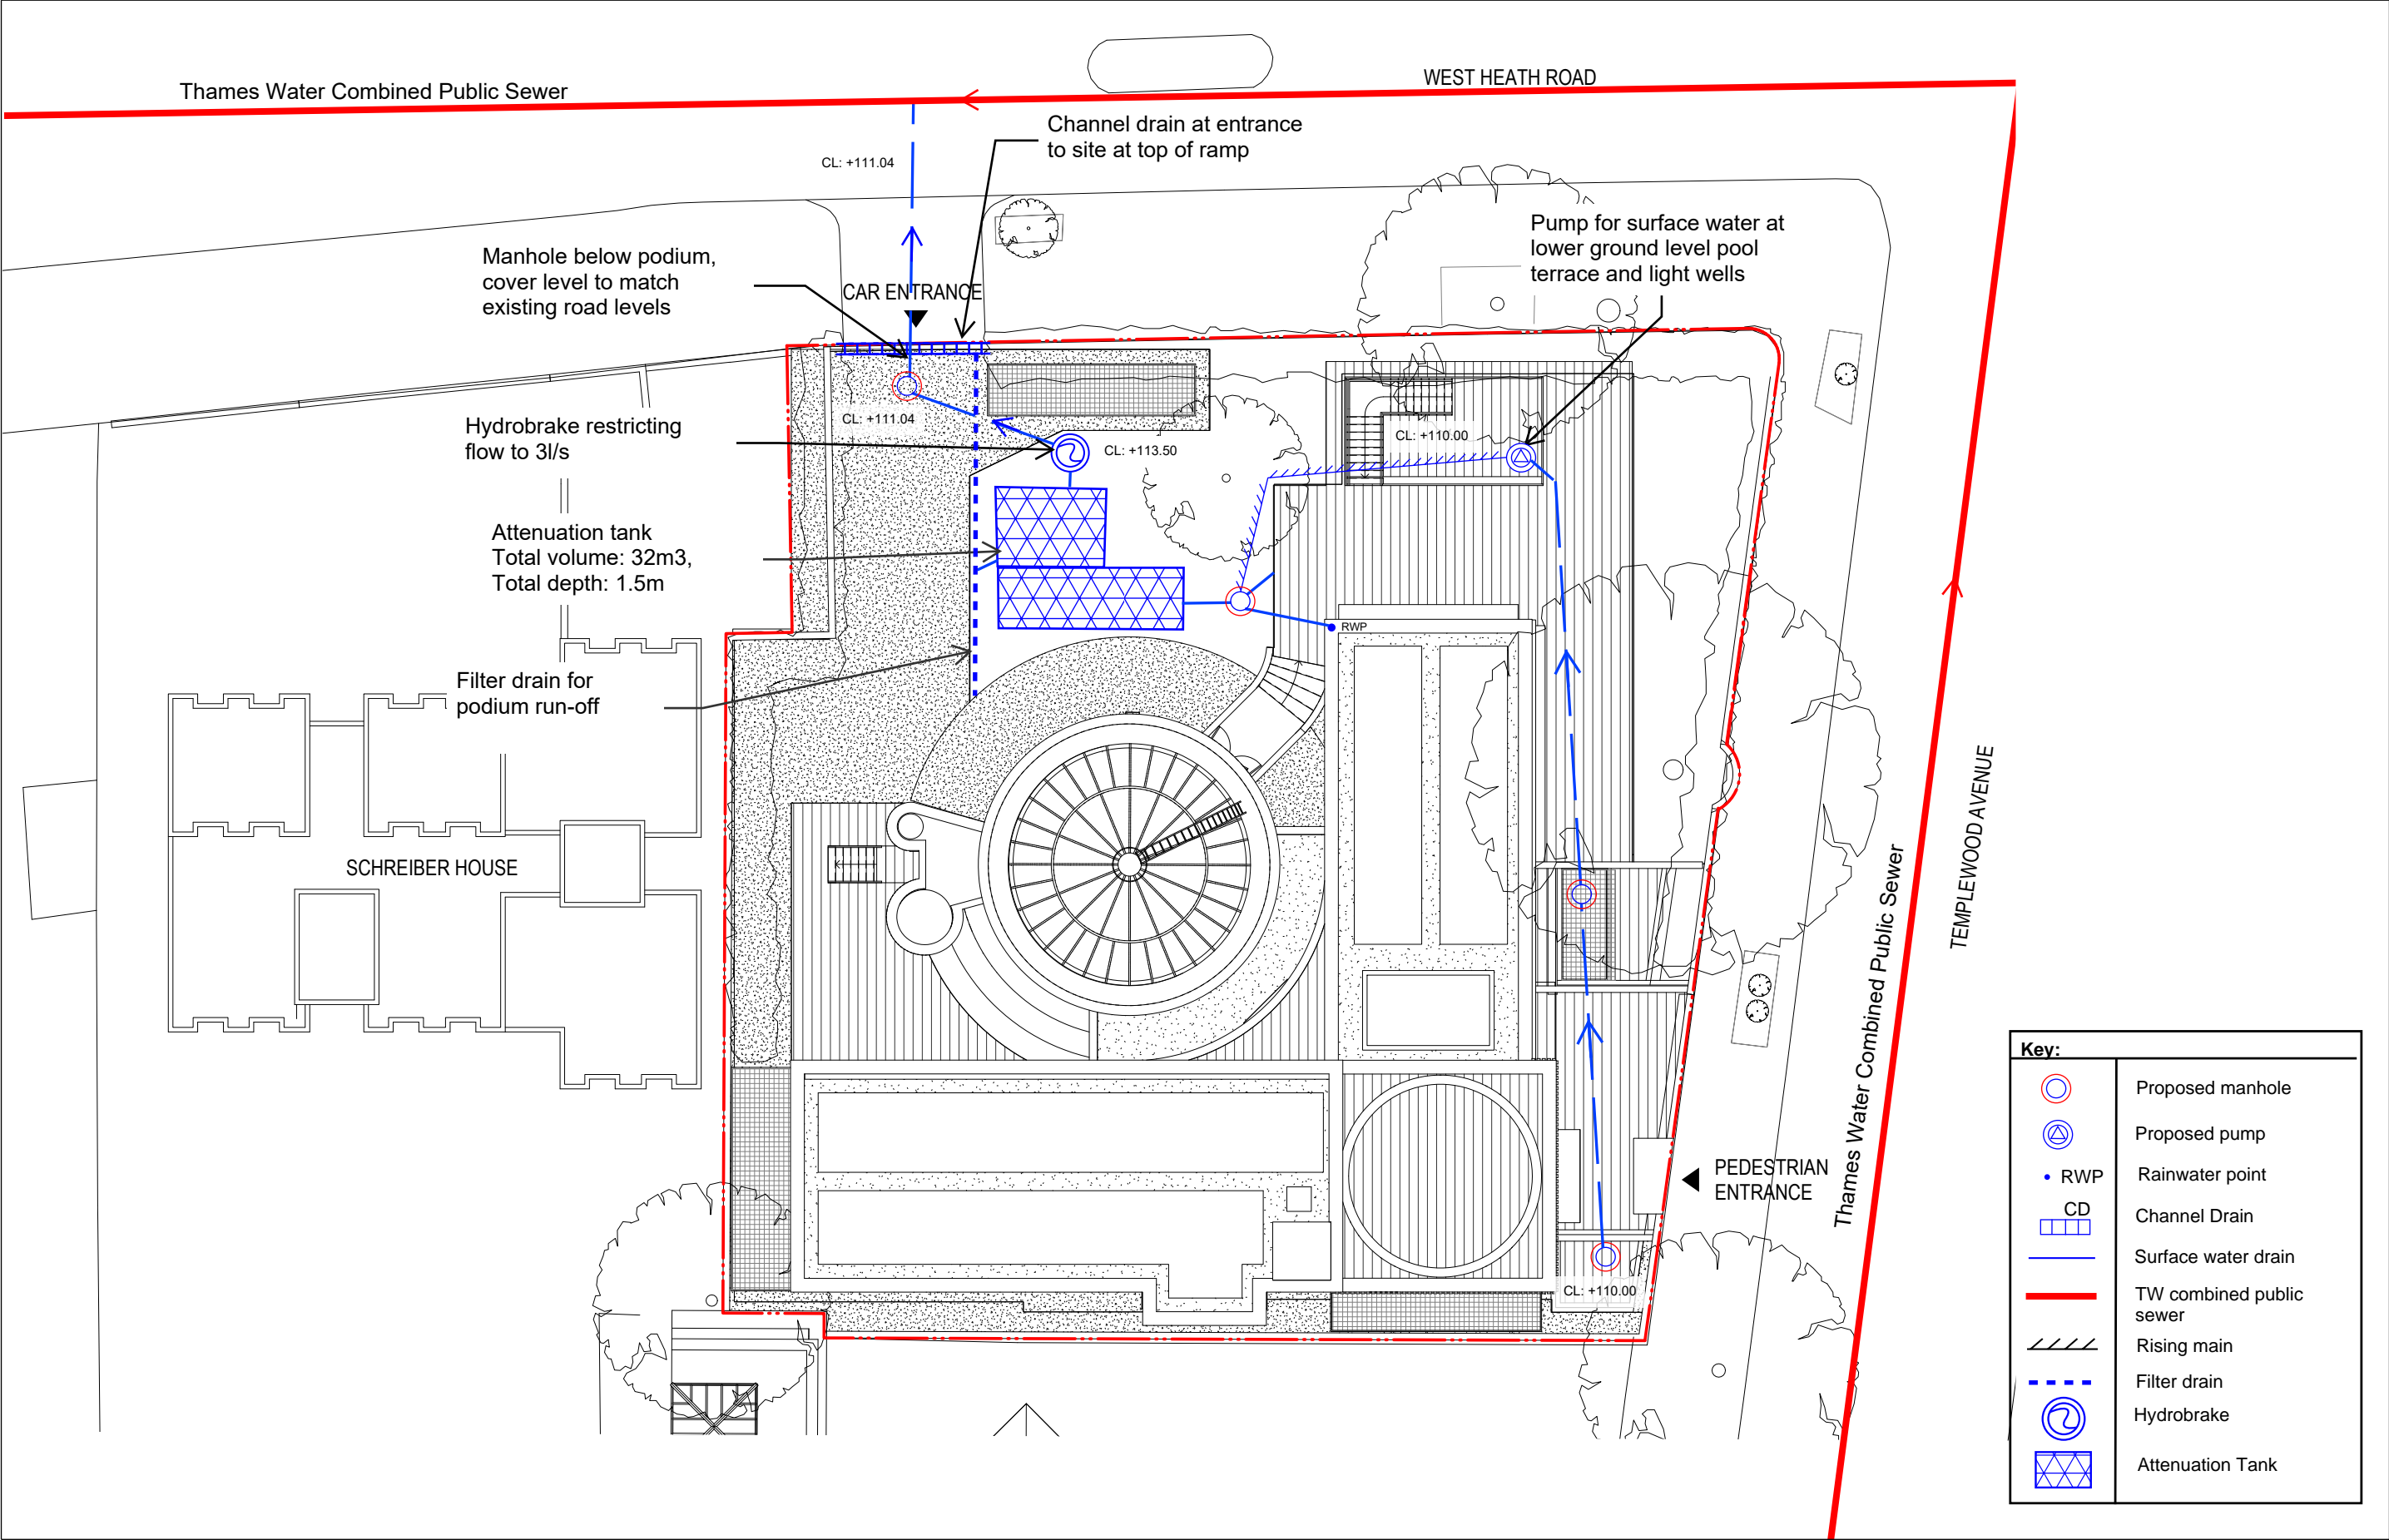 Thames Water Combined Public Sewer
WEST HEATH ROAD
Channel drain at entrance
to site at top of ramp
CL: +111.04
Manhole below podium,
cover level to match
existing road levels
CAR ENTRANCE
Pump for surface water at
lower ground level pool
terrace and light wells
Hydrobrake restricting
flow to 3l/s
CL: +111.04
CL: +113.50
CL: +110.00
Attenuation tank
Total volume: 32m3,
Total depth: 1.5m
RWP
Filter drain for
podium run-off
SCHREIBER HOUSE
TEMPLEWOOD AVENUE
Thames Water Combined Public Sewer
PEDESTRIAN
ENTRANCE
CL: +110.00
Key:
Proposed manhole
Proposed pump
RWP
Rainwater point
CD
Channel Drain
Surface water drain
TW combined public
sewer
Rising main
Filter drain
Hydrobrake
Attenuation Tank